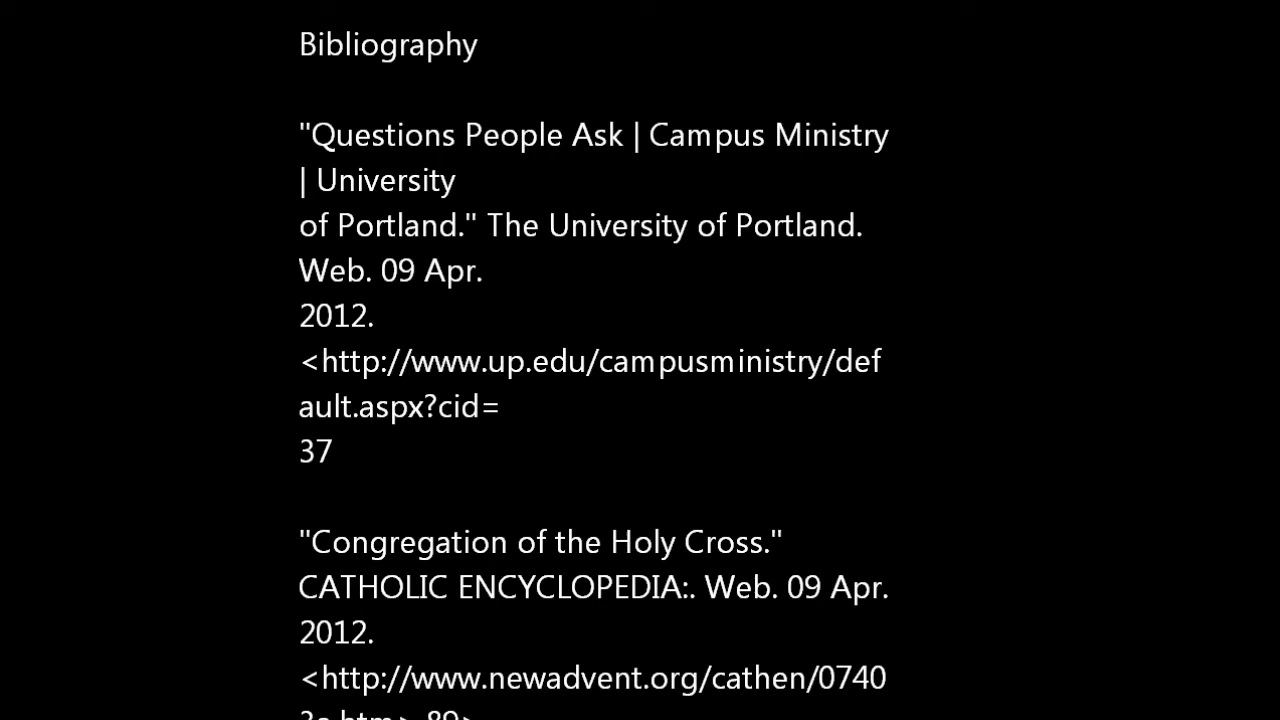 Bibliography
"Questions People Ask | Campus Ministry
| University
of Portland." The University of Portland.
Web. 09 Apr.
2012.
<http://www.up.edu/campusministry/def
ault.aspx?cid=
37
"Congregation of the Holy Cross."
CATHOLIC ENCYCLOPEDIA:. Web. 09 Apr.
2012.
<http://www.newadvent.org/cathen/0740